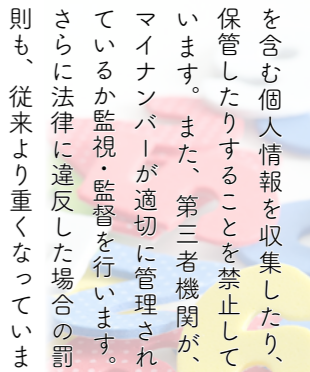 を含む個人情報を収集したり、
保管したりすることを禁止して
います。また、第三者機関が、
マイナンバーが適切に管理され
ているか監視・監督を行います。
さらに法律に違反した場合の罰
則も、従来より重くなっていま